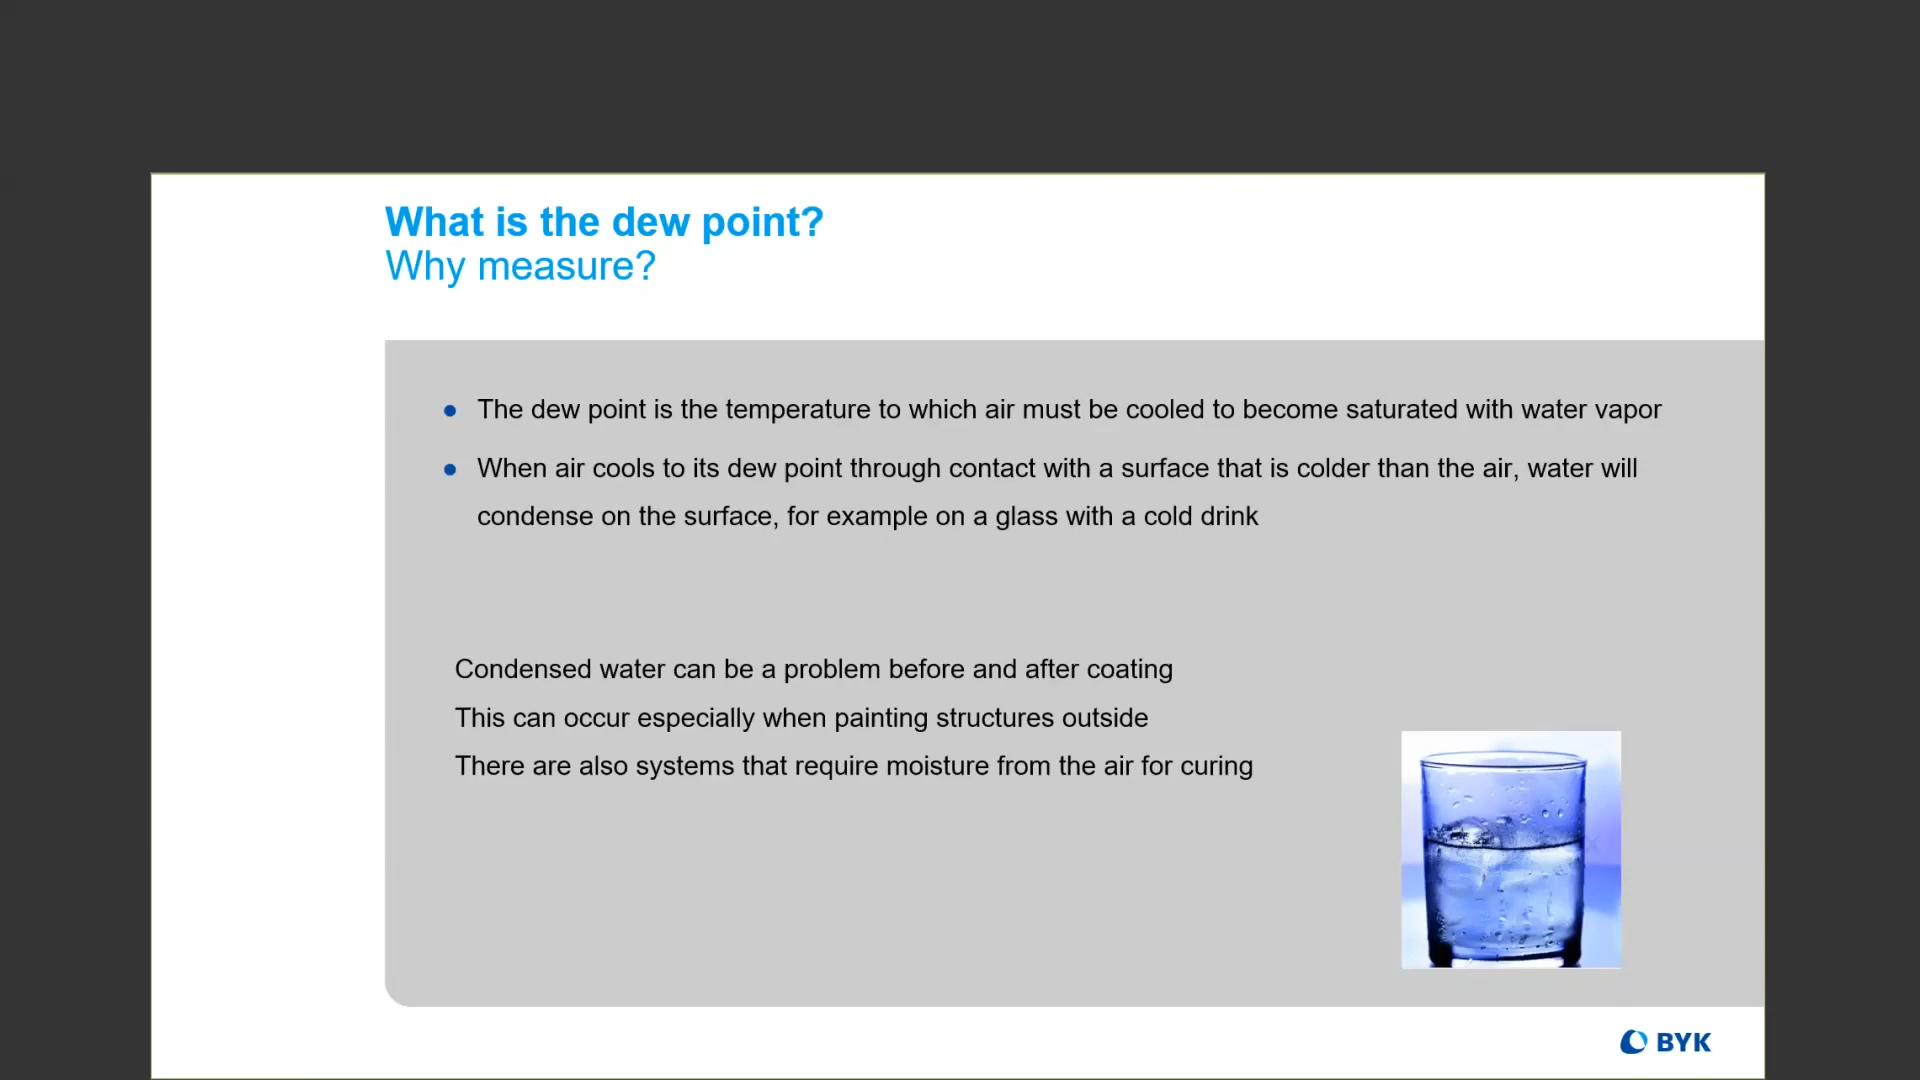 What is the dew point?
Why measure?
● The dew point is the temperature to which air must be cooled to become saturated with water vapor
● When air cools to its dew point through contact with a surface that is colder than the air, water will
condense on the surface, for example on a glass with a cold drink
Condensed water can be a problem before and after coating
This can occur especially when painting structures outside
There are also systems that require moisture from the air for curing
BYK